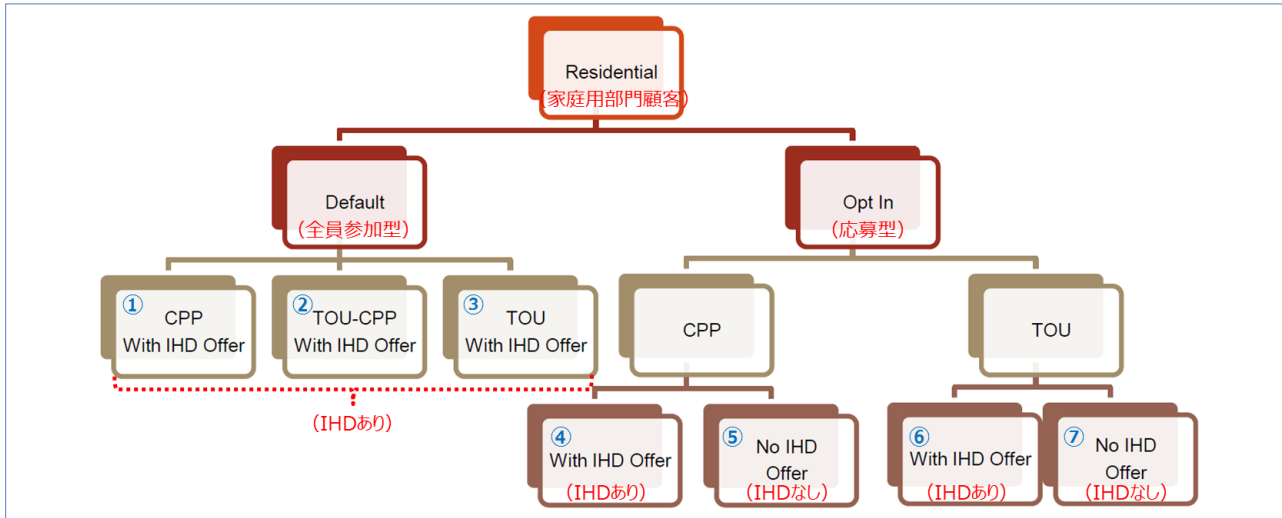 Residential
(家庭用部門顧客)
Default
(全員参加型)
Opt In
(応募型)
①
CPP
With IHD Offer
②
TOU-CPP
With IHD Offer
③
TOU
With IHD Offer
CPP
TOU
(IHDあり)
④
With IHD Offer
(IHDあり)
⑤
No IHD
Offer
(IHDなし)
⑥
With IHD Offer
(IHDあり)
⑦
No IHD
Offer
(IHDなし)